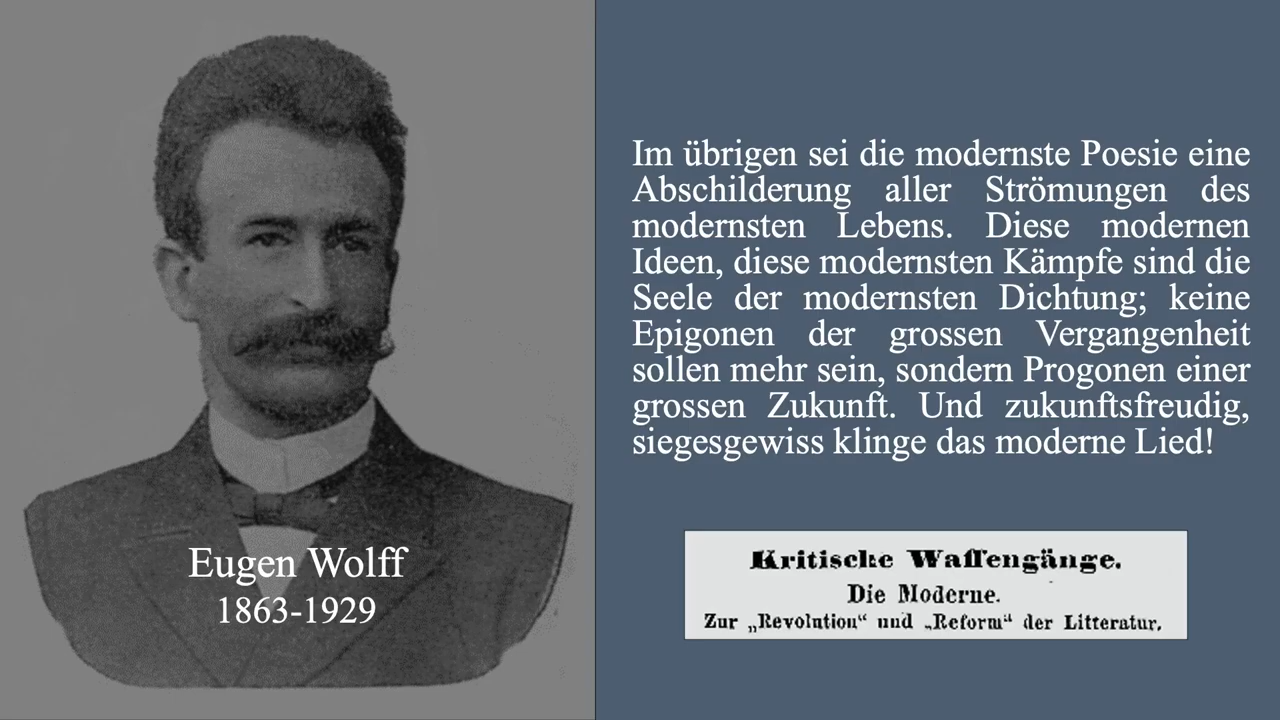 Eugen Wolff
1863-1929
Im übrigen sei die modernste Poesie eine
Abschilderung aller Strömungen des
modernsten Lebens. Diese modernen
Ideen, diese modernsten Kämpfe sind die
Seele der modernsten Dichtung; keine
Epigonen der grossen Vergangenheit
sollen mehr sein, sondern Progonen einer
grossen Zukunft. Und zukunftsfreudig,
siegesgewiss klinge das moderne Lied!
Kritische Waffengänge.
Die Moderne.
Zur „Revolution“ und „Reform“ der Litteratur.